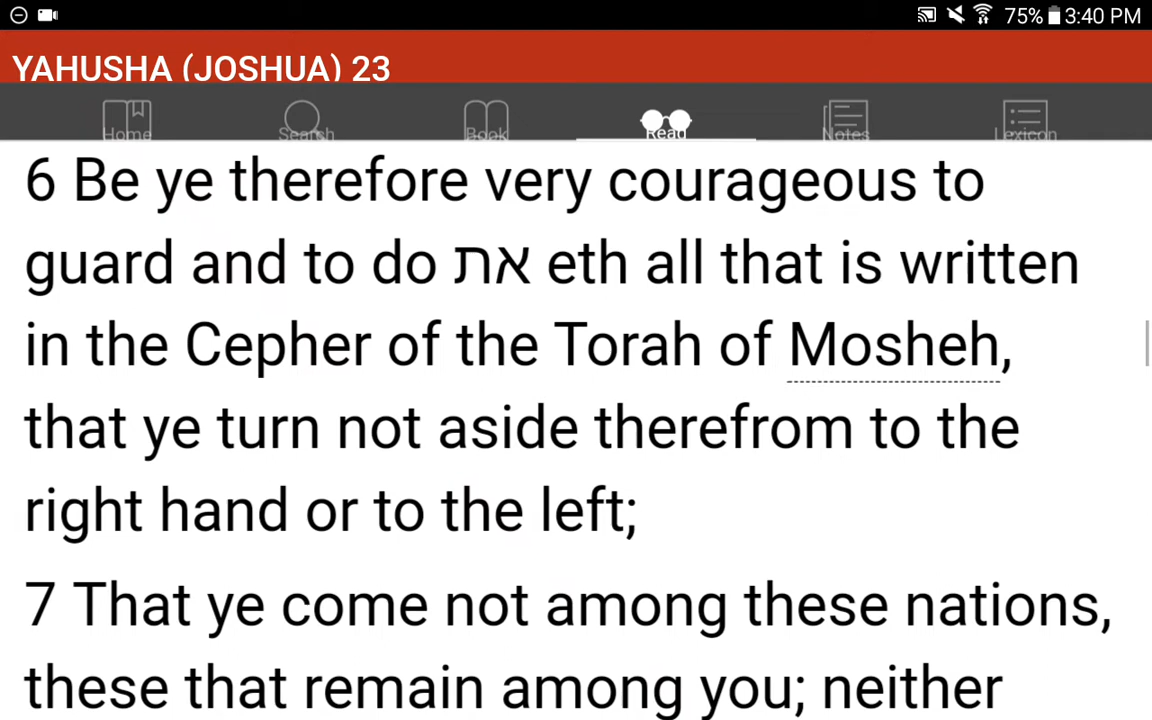 75% 3:40 PM
YAHUSHA (JOSHUA) 23
Home Search Book Read Notes Lexicon
6 Be ye therefore very courageous to
guard and to do את eth all that is written
in the Cepher of the Torah of Mosheh,
that ye turn not aside therefrom to the
right hand or to the left;
7 That ye come not among these nations,
these that remain among you; neither